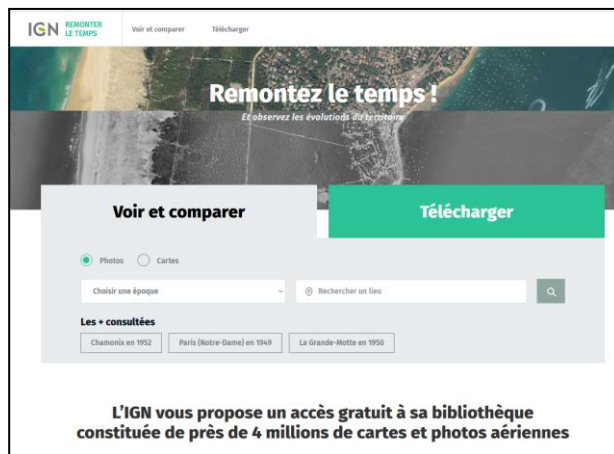 IGN REMONTER
LE TEMPS
Voir et comparer
Télécharger
Remontez le temps !
Et observez les évolutions du territoire
Voir et comparer
Télécharger
Photos
Cartes
Choisir une époque
Rechercher un lieu
Les + consultées
Chamonix en 1952
Paris (Notre-Dame) en 1949
La Grande-Motte en 1950
L'IGN vous propose un accès gratuit à sa bibliothèque
constituée de près de 4 millions de cartes et photos aériennes